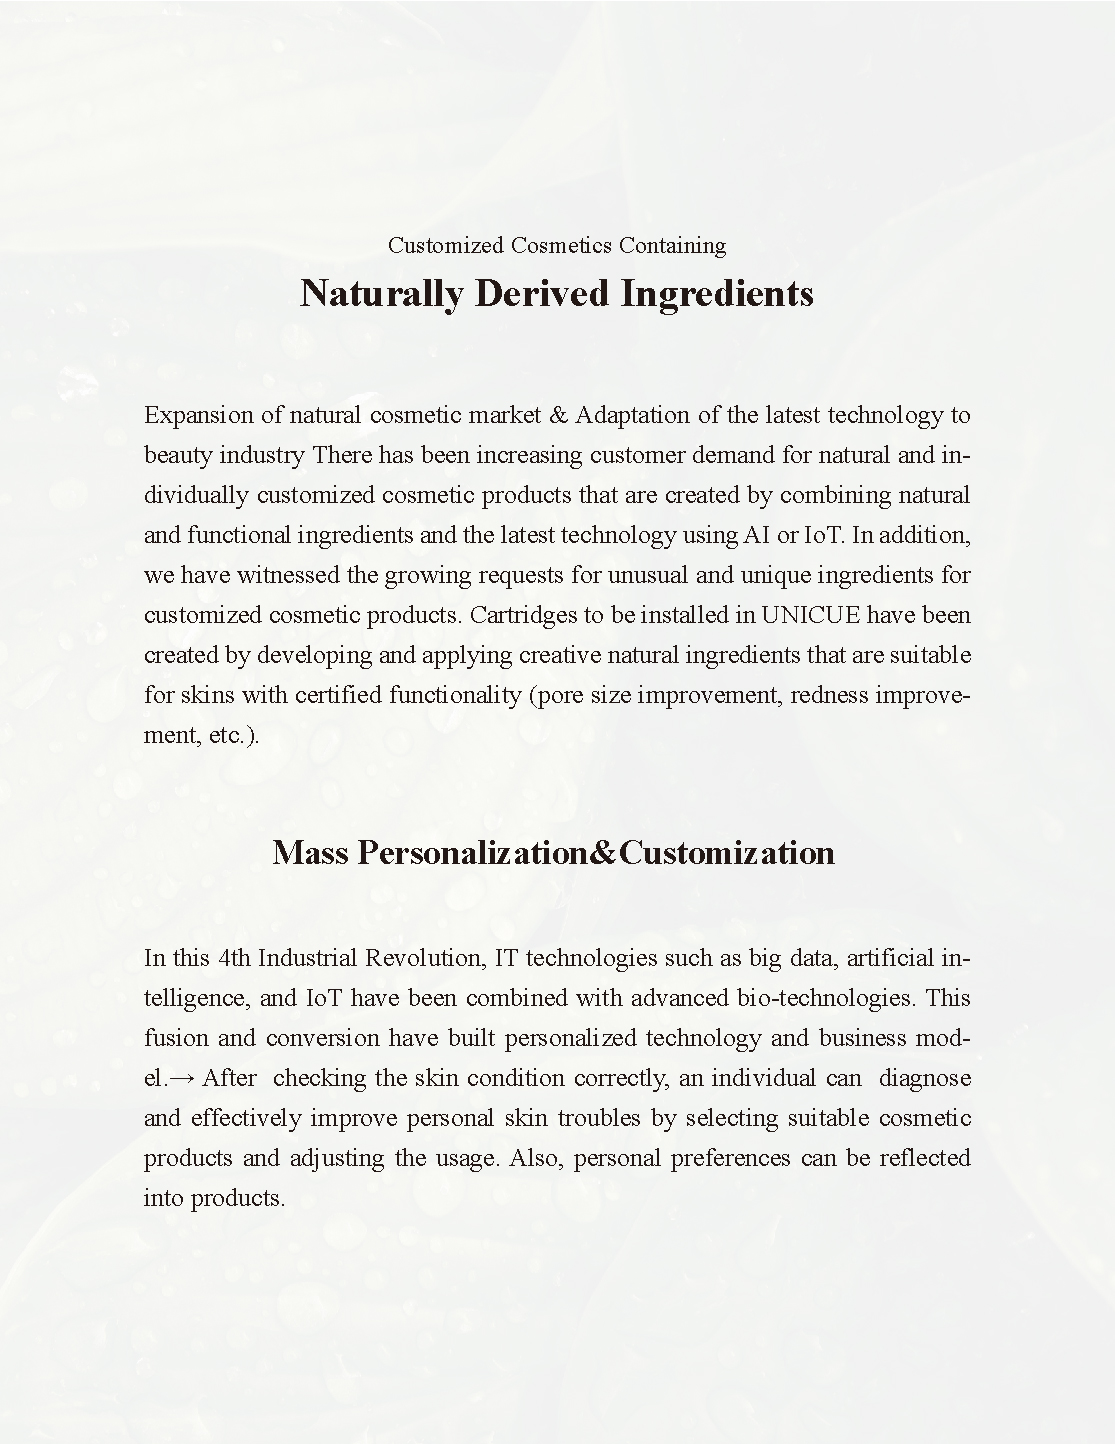 Customized Cosmetics Containing
Naturally Derived Ingredients
Expansion of natural cosmetic market & Adaptation of the latest technology to
beauty industry There has been increasing customer demand for natural and in-
dividually customized cosmetic products that are created by combining natural
and functional ingredients and the latest technology using AI or IoT. In addition,
we have witnessed the growing requests for unusual and unique ingredients for
customized cosmetic products. Cartridges to be installed in UNICUE have been
created by developing and applying creative natural ingredients that are suitable
for skins with certified functionality (pore size improvement, redness improve-
ment, etc.).
Mass Personalization&Customization
In this 4th Industrial Revolution, IT technologies such as big data, artificial in-
telligence, and IoT have been combined with advanced bio-technologies. This
fusion and conversion have built personalized technology and business mod-
el.→ After checking the skin condition correctly, an individual can diagnose
and effectively improve personal skin troubles by selecting suitable cosmetic
products and adjusting the usage. Also, personal preferences can be reflected
into products.